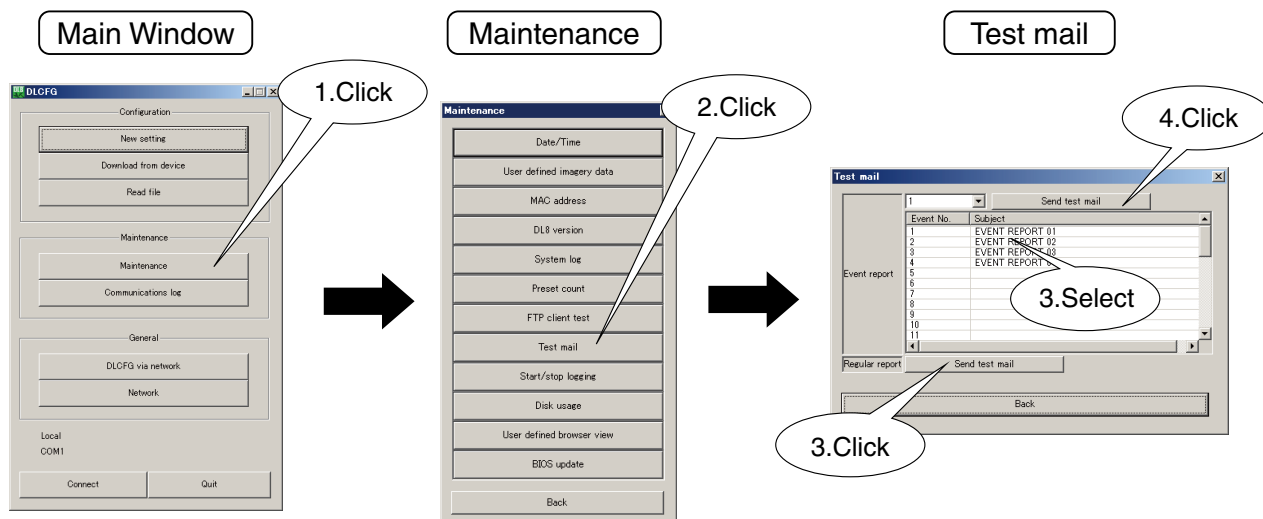 Main Window
Maintenance
Test mail
DLCFG
1.Click
Configuration
New setting
Download from device
Read file
Maintenance
Maintenance
Communications log
General
DLCFG via network
Network
Local
COM1
Connect
Quit
Maintenance
2.Click
Date/Time
User defined imagery data
MAC address
DL8 version
System log
Preset count
FTP client test
Test mail
Start/stop logging
Disk usage
User defined browser view
BIOS update
Back
4.Click
Test mail
1
Send test mail
Event No. Subject
1 EVENT REPORT 01
2 EVENT REPORT 02
3 EVENT REPORT 03
4 EVENT REPORT 0
Event report
5
6
7
8
9
10
11
3.Select
Regular report
Send test mail
Back
3.Click